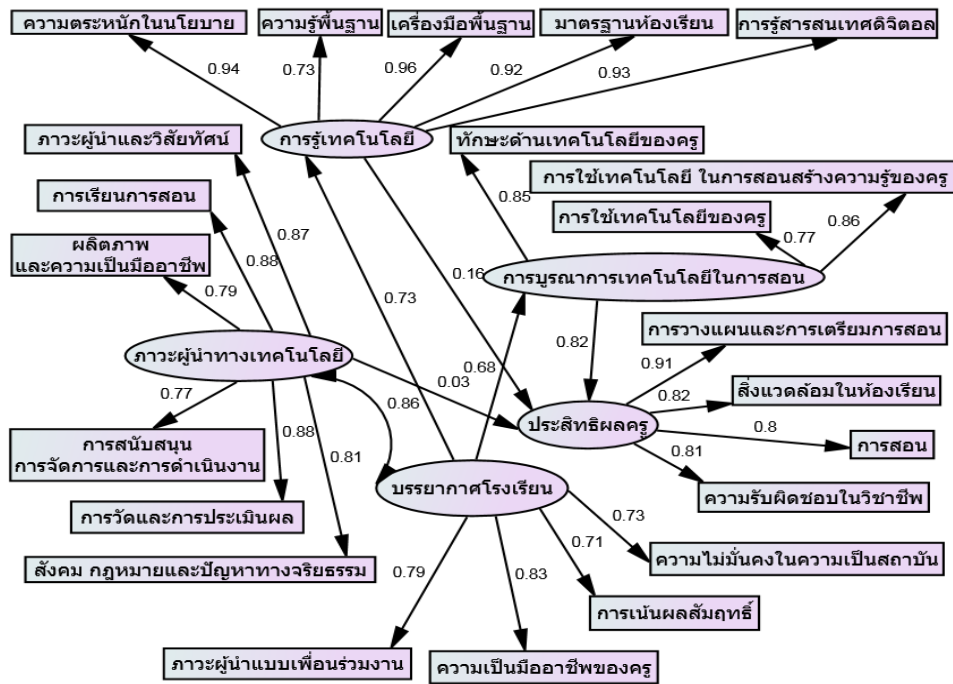 ความตระหนักในนโยบาย
ความรู้พื้นฐาน
เครื่องมือพื้นฐาน
มาตรฐานห้องเรียน
การรู้สารสนเทศดิจิตอล
0.94
0.73
0.96
0.92
0.93
ภาวะผู้นำและวิสัยทัศน์
การรู้เทคโนโลยี
ทักษะด้านเทคโนโลยีของครู
การเรียนการสอน
การใช้เทคโนโลยี ในการสอนสร้างความรู้ของครู
0.85
การใช้เทคโนโลยีของครู
0.86
ผลิตภาพ
และความเป็นมืออาชีพ
0.87
0.88
0.77
0.79
0.73
0.16
การบูรณาการเทคโนโลยีในการสอน
การวางแผนและการเตรียมการสอน
ภาวะผู้นำทางเทคโนโลยี
0.82
0.91
0.68
0.03
0.77
0.86
0.82
สิ่งแวดล้อมในห้องเรียน
ประสิทธิผลครู
0.8
การสอน
การสนับสนุน
การจัดการและการดำเนินงาน
0.88
0.81
0.81
บรรยากาศโรงเรียน
ความรับผิดชอบในวิชาชีพ
การวัดและการประเมินผล
0.73
0.71
ความไม่มั่นคงในความเป็นสถาบัน
สังคม กฎหมายและปัญหาทางจริยธรรม
0.79
0.83
การเน้นผลสัมฤทธิ์
ภาวะผู้นำแบบเพื่อนร่วมงาน
ความเป็นมืออาชีพของครู